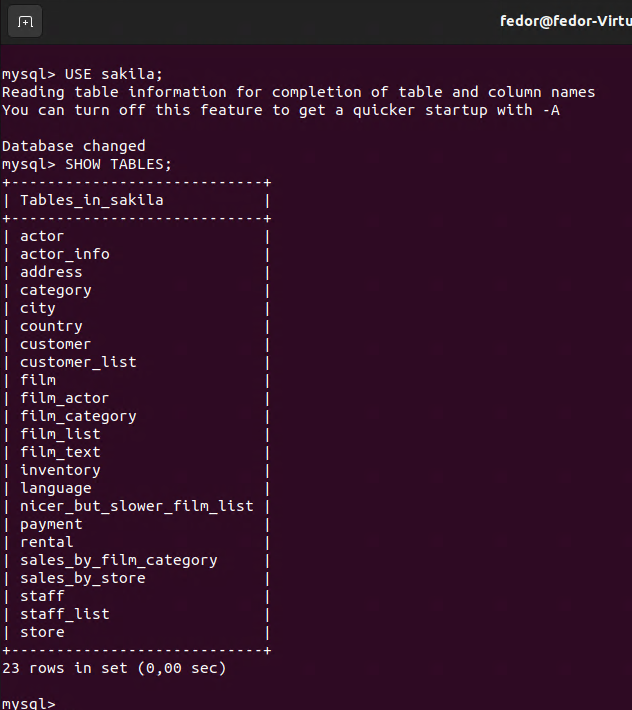 fedor@fedor-Virtu
mysql> USE sakila;
Reading table information for completion of table and column names
You can turn off this feature to get a quicker startup with -A
Database changed
mysql> SHOW TABLES;
+----------------------------+
| Tables_in_sakila           |
+----------------------------+
| actor                      |
| actor_info                 |
| address                    |
| category                   |
| city                       |
| country                    |
| customer                   |
| customer_list              |
| film                       |
| film_actor                 |
| film_category              |
| film_list                  |
| film_text                  |
| inventory                  |
| language                   |
| nicer_but_slower_film_list |
| payment                    |
| rental                     |
| sales_by_film_category     |
| sales_by_store             |
| staff                      |
| staff_list                 |
| store                      |
+----------------------------+
23 rows in set (0,00 sec)
mysql>